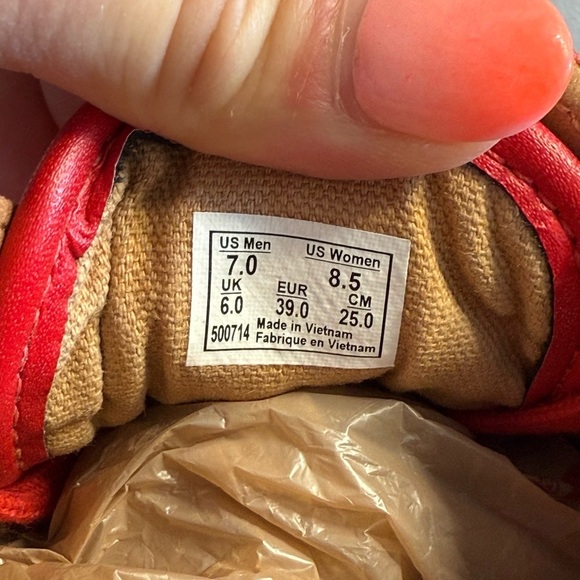 US Men US Women
7.0 8.5
UK EUR CM
6.0 39.0 25.0
500714 Made in Vietnam
Fabrique en Vietnam